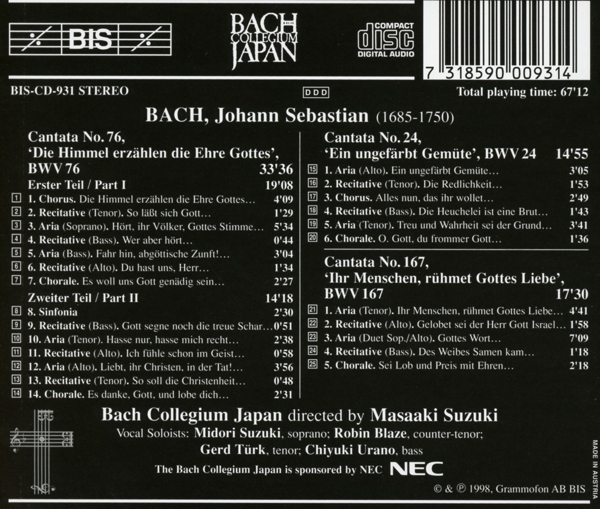 BIS
BACH
COLLEGIUM
JAPAN
COMPACT
disc
DIGITAL AUDIO
7 318590 009314
BIS-CD-931 STEREO
DDD
Total playing time: 67'12
BACH, Johann Sebastian (1685-1750)
Cantata No. 76,
‘Die Himmel erzählen die Ehre Gottes’,
BWV 76 33'36
Erster Teil / Part I 19'08
1 1. Chorus. Die Himmel erzählen die Ehre Gottes… 4'09
2 2. Recitative (Tenor). So läßt sich Gott… 1'29
3 3. Aria (Soprano). Hört, ihr Völker, Gottes Stimme… 5'34
4 4. Recitative (Bass). Wer aber hört… 0'44
5 5. Aria (Bass). Fahr hin, abgöttische Zunft!… 3'04
6 6. Recitative (Alto). Du hast uns, Herr… 1'34
7 7. Chorale. Es woll uns Gott genädig sein… 2'27
Zweiter Teil / Part II 14'18
8 8. Sinfonia 2'30
9 9. Recitative (Bass). Gott segne noch die treue Schar… 0'51
10 10. Aria (Tenor). Hasse nur, hasse mich recht… 2'38
11 11. Recitative (Alto). Ich fühle schon im Geist… 0'58
12 12. Aria (Alto). Liebt, ihr Christen, in der Tat!… 3'56
13 13. Recitative (Tenor). So soll die Christenheit… 0'48
14 14. Chorale. Es danke, Gott, und lobe dich… 2'31
Cantata No. 24,
‘Ein ungefärbt Gemüte’, BWV 24 14'55
15 1. Aria (Alto). Ein ungefärbt Gemüte… 3'05
16 2. Recitative (Tenor). Die Redlichkeit… 1'53
17 3. Chorus. Alles nun, das ihr wollet… 2'49
18 4. Recitative (Bass). Die Heuchelei ist eine Brut… 1'43
19 5. Aria (Tenor). Treu und Wahrheit sei der Grund… 3'41
20 6. Chorale. O. Gott, du frommer Gott… 1'36
Cantata No. 167,
‘Ihr Menschen, rühmet Gottes Liebe’,
BWV 167 17'30
21 1. Aria (Tenor). Ihr Menschen, rühmet Gottes Liebe… 4'41
22 2. Recitative (Alto). Gelobet sei der Herr Gott Israel… 1'58
23 3. Aria (Duet Sop./Alto). Gottes Wort… 7'09
24 4. Recitative (Bass). Des Weibes Samen kam… 1'18
25 5. Chorale. Sei Lob und Preis mit Ehren… 2'18
Bach Collegium Japan directed by Masaaki Suzuki
Vocal Soloists: Midori Suzuki, soprano; Robin Blaze, counter-tenor;
Gerd Türk, tenor; Chiyuki Urano, bass
The Bach Collegium Japan is sponsored by NEC NEC
© & ℗ 1998, Grammofon AB BIS
MADE IN AUSTRIA